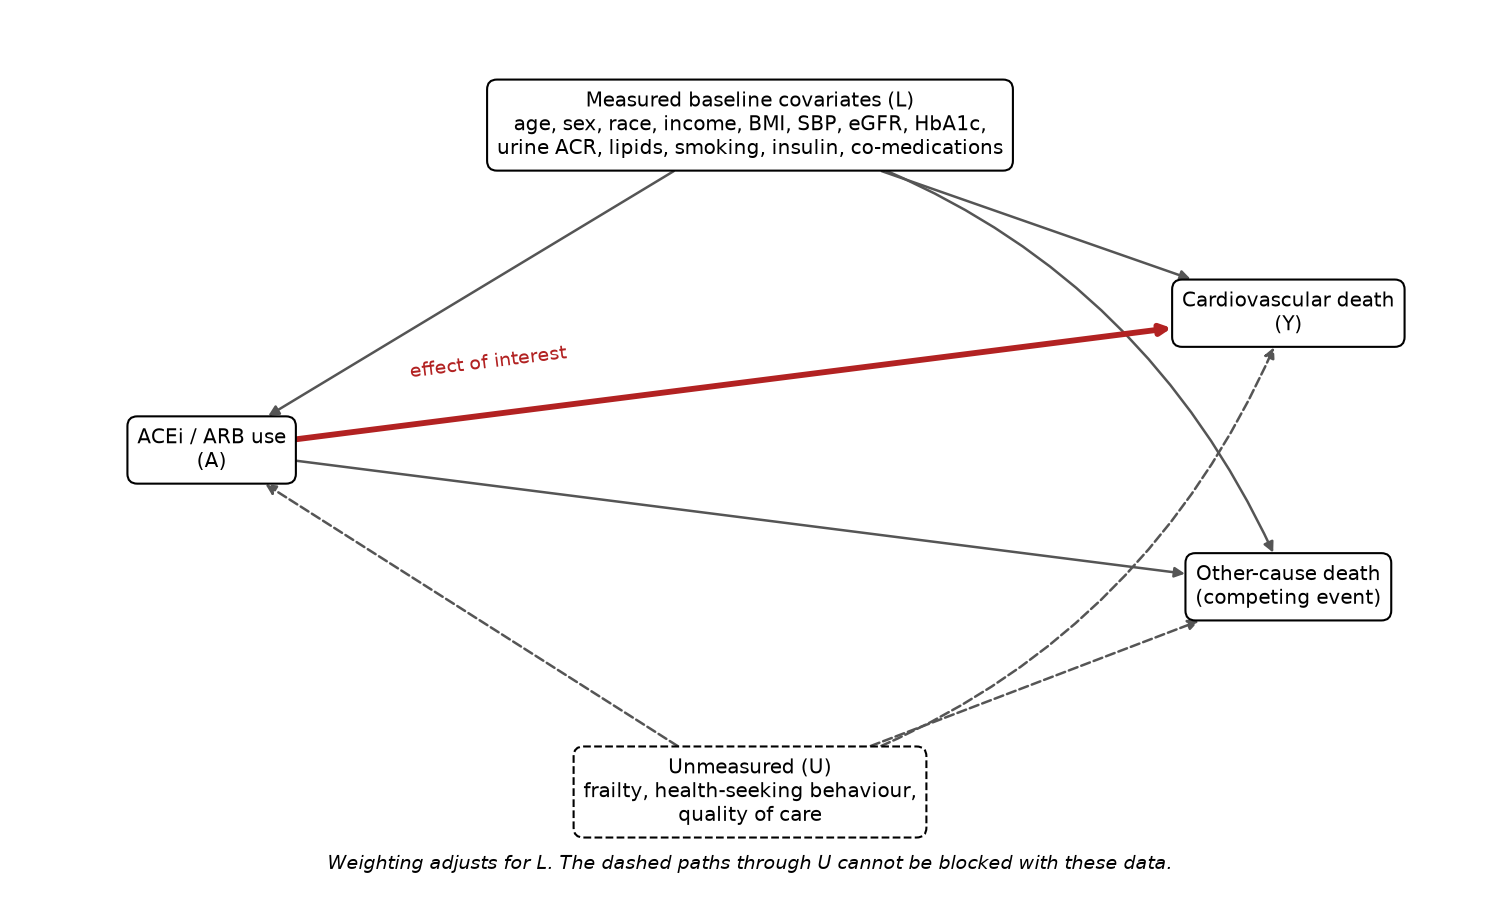 Measured baseline covariates (L)
age, sex, race, income, BMI, SBP, eGFR, HbA1c,
urine ACR, lipids, smoking, insulin, co-medications
Cardiovascular death
(Y)
effect of interest
ACEi / ARB use
(A)
Other-cause death
(competing event)
Unmeasured (U)
frailty, health-seeking behaviour,
quality of care
Weighting adjusts for L. The dashed paths through U cannot be blocked with these data.